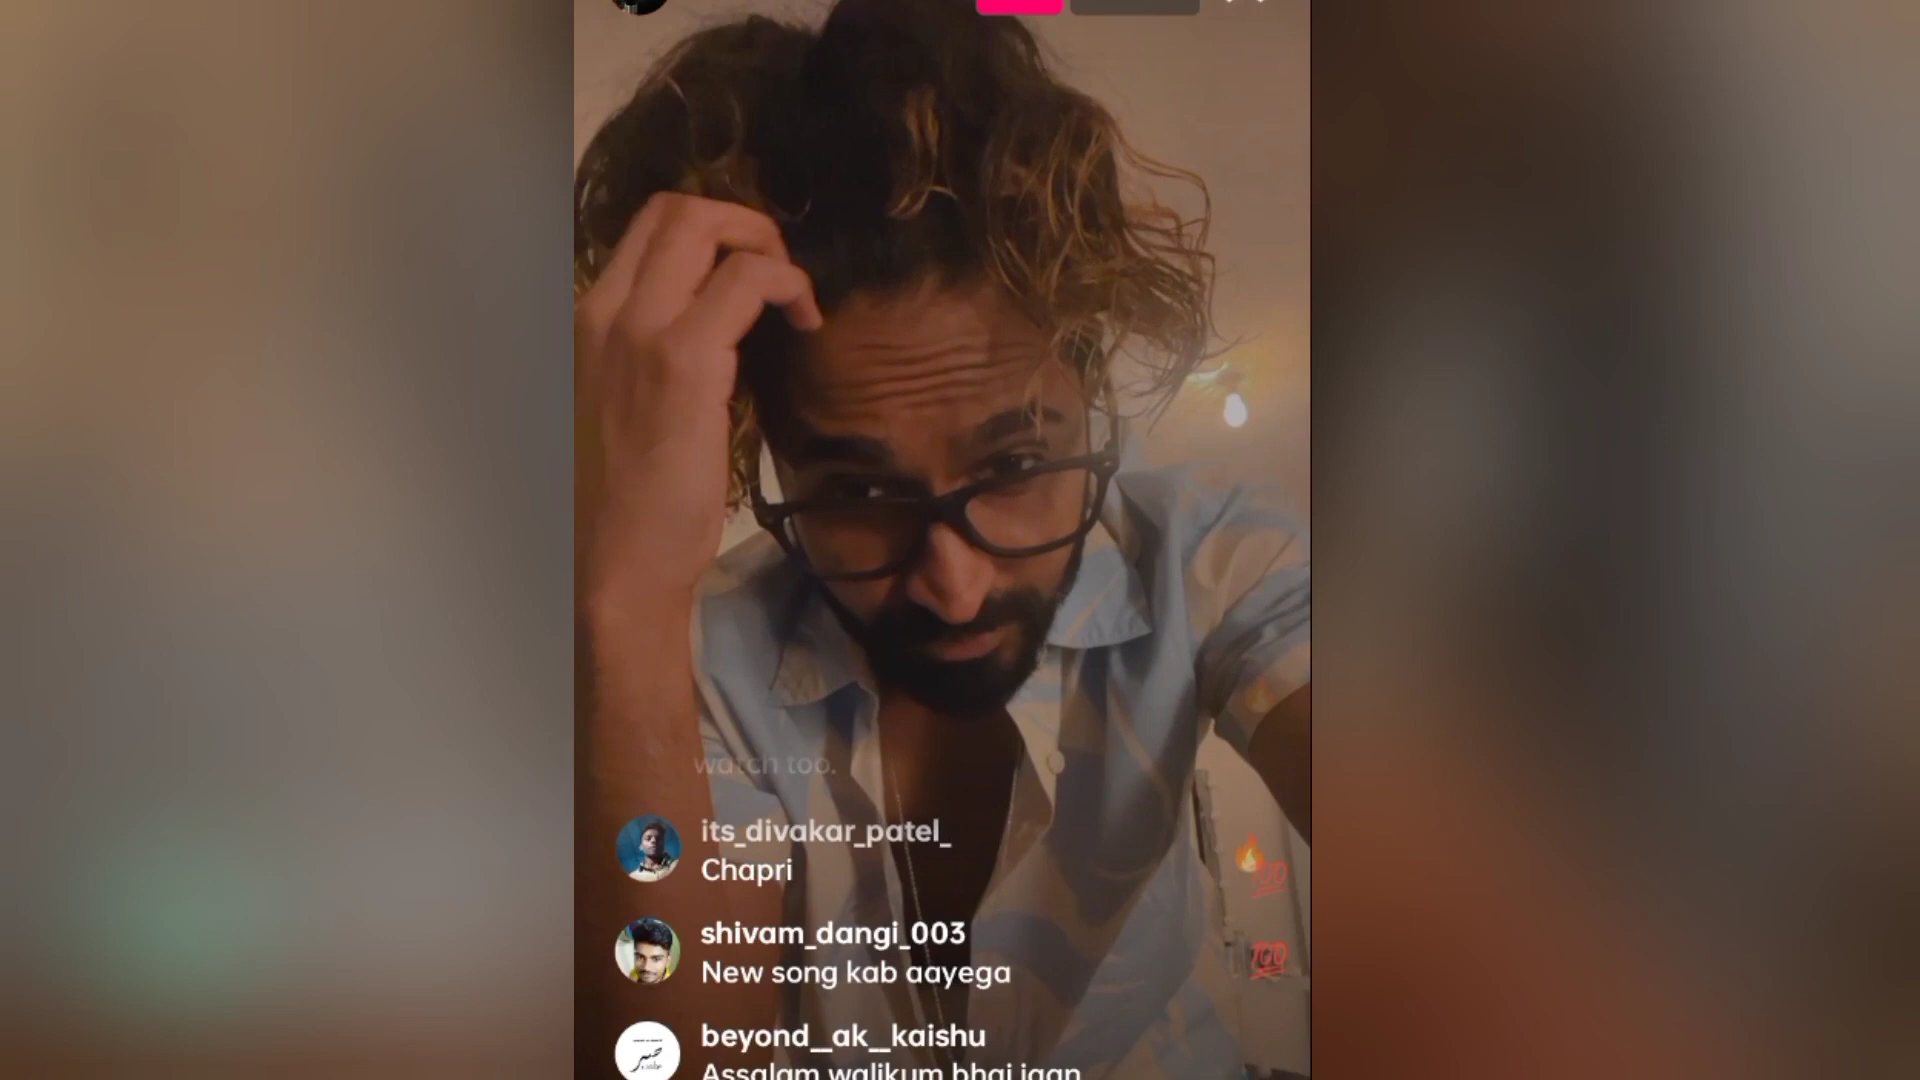 watch too.
its_divakar_patel_
Chapri
shivam_dangi_003
New song kab aayega
beyond__ak__kaishu
Assalam walikum bhai jaan